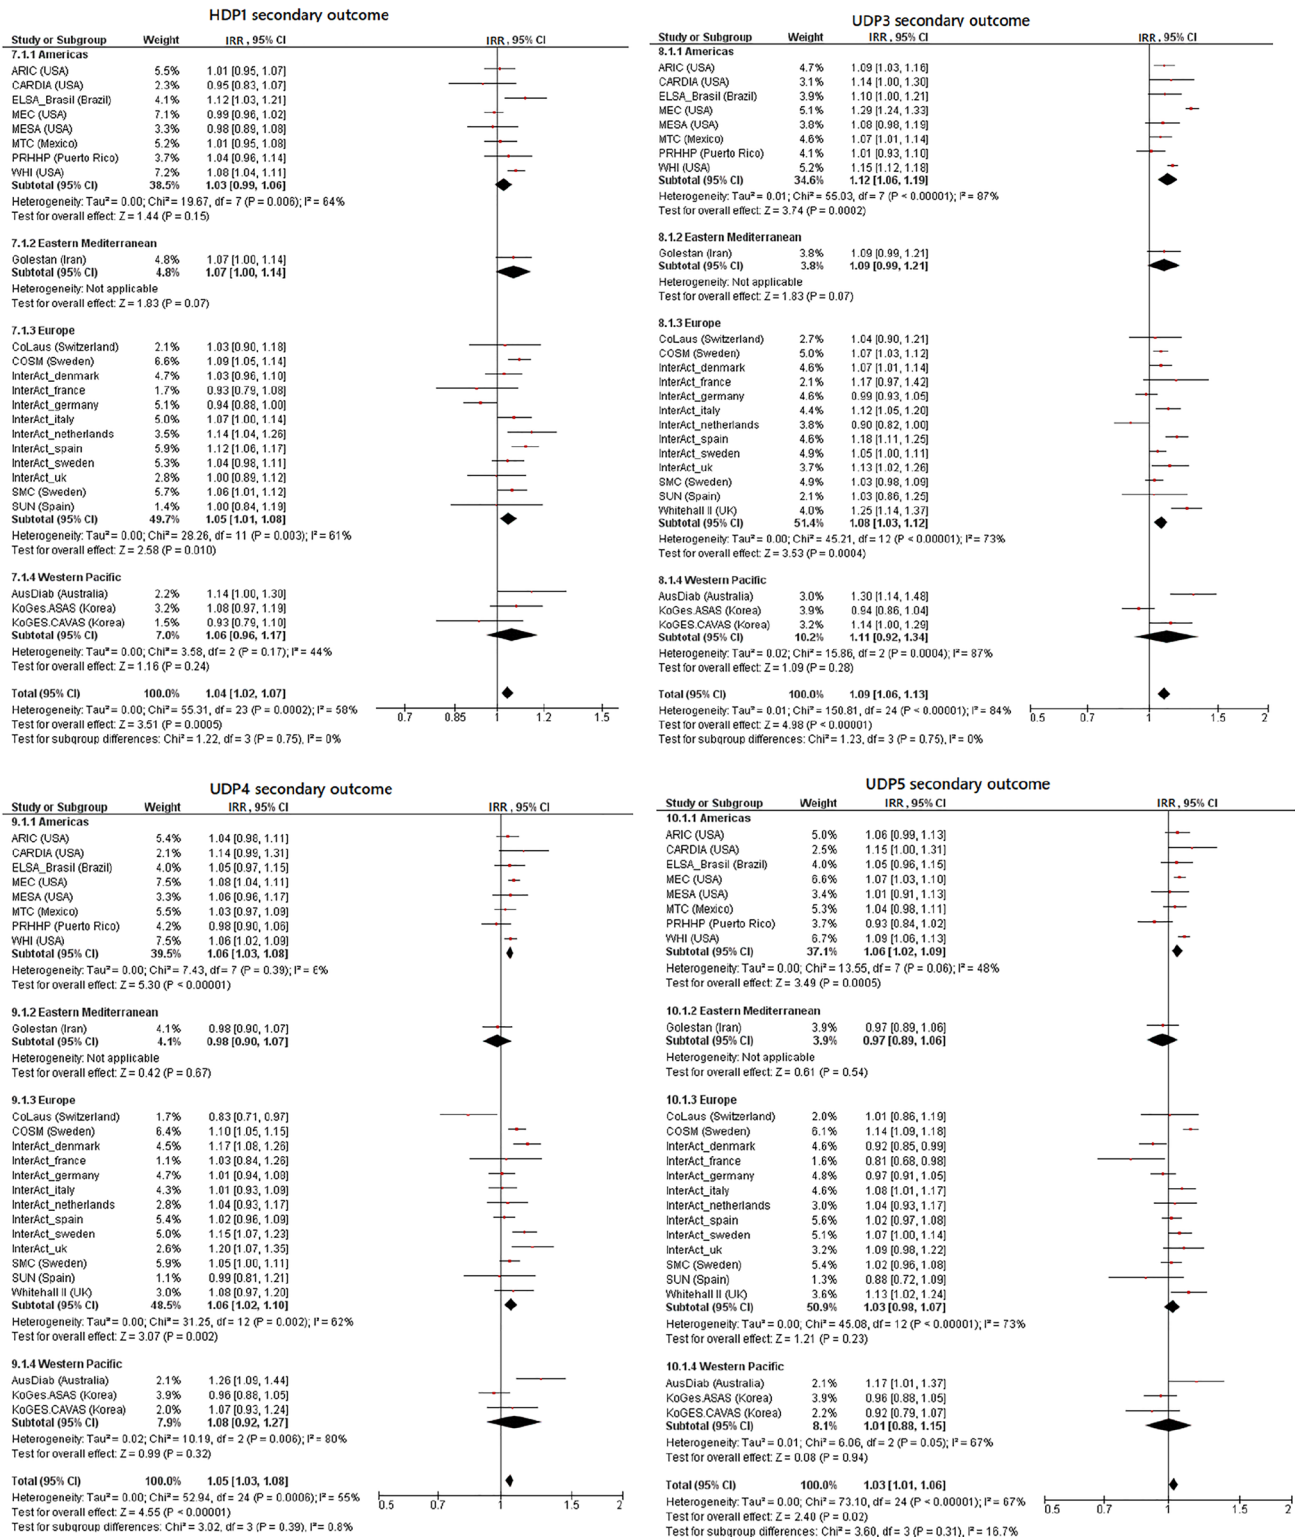 HDP1 secondary outcome
Study or Subgroup Weight IRR , 95% CI IRR , 95% CI
7.1.1 Americas
ARIC (USA) 5.5% 1.01 [0.95, 1.07]
CARDIA (USA) 2.3% 0.95 [0.83, 1.07]
ELSA_Brasil (Brazil) 4.1% 1.12 [1.03, 1.21]
MEC (USA) 7.1% 0.99 [0.96, 1.02]
MESA (USA) 3.3% 0.98 [0.89, 1.08]
MTC (Mexico) 5.2% 1.01 [0.95, 1.08]
PRHHP (Puerto Rico) 3.7% 1.04 [0.96, 1.14]
WHI (USA) 7.2% 1.08 [1.04, 1.11]
Subtotal (95% CI) 38.5% 1.03 [0.99, 1.06]
Heterogeneity: Tau² = 0.00; Chi² = 19.67, df = 7 (P = 0.006); I² = 64%
Test for overall effect: Z = 1.44 (P = 0.15)
7.1.2 Eastern Mediterranean
Golestan (Iran) 4.8% 1.07 [1.00, 1.14]
Subtotal (95% CI) 4.8% 1.07 [1.00, 1.14]
Heterogeneity: Not applicable
Test for overall effect: Z = 1.83 (P = 0.07)
7.1.3 Europe
CoLaus (Switzerland) 2.1% 1.03 [0.90, 1.18]
COSM (Sweden) 6.6% 1.09 [1.05, 1.14]
InterAct_denmark 4.7% 1.03 [0.96, 1.10]
InterAct_france 1.7% 0.93 [0.79, 1.08]
InterAct_germany 5.1% 0.94 [0.88, 1.00]
InterAct_italy 5.0% 1.07 [1.00, 1.14]
InterAct_netherlands 3.5% 1.14 [1.04, 1.26]
InterAct_spain 5.9% 1.12 [1.06, 1.17]
InterAct_sweden 5.3% 1.04 [0.98, 1.11]
InterAct_uk 2.8% 1.00 [0.89, 1.12]
SMC (Sweden) 5.7% 1.06 [1.01, 1.12]
SUN (Spain) 1.4% 1.00 [0.84, 1.19]
Subtotal (95% CI) 49.7% 1.05 [1.01, 1.08]
Heterogeneity: Tau² = 0.00; Chi² = 28.26, df = 11 (P = 0.003); I² = 61%
Test for overall effect: Z = 2.58 (P = 0.010)
7.1.4 Western Pacific
AusDiab (Australia) 2.2% 1.14 [1.00, 1.30]
KoGes.ASAS (Korea) 3.2% 1.08 [0.97, 1.19]
KoGES.CAVAS (Korea) 1.5% 0.93 [0.79, 1.10]
Subtotal (95% CI) 7.0% 1.06 [0.96, 1.17]
Heterogeneity: Tau² = 0.00; Chi² = 3.58, df = 2 (P = 0.17); I² = 44%
Test for overall effect: Z = 1.16 (P = 0.24)
Total (95% CI) 100.0% 1.04 [1.02, 1.07]
Heterogeneity: Tau² = 0.00; Chi² = 55.31, df = 23 (P = 0.0002); I² = 58%
Test for overall effect: Z = 3.51 (P = 0.0005)
Test for subgroup differences: Chi² = 1.22, df = 3 (P = 0.75), I² = 0%
0.7 0.85 1 1.2 1.5
UDP3 secondary outcome
Study or Subgroup Weight IRR , 95% CI IRR , 95% CI
8.1.1 Americas
ARIC (USA) 4.7% 1.09 [1.03, 1.16]
CARDIA (USA) 3.1% 1.14 [1.00, 1.30]
ELSA_Brasil (Brazil) 3.9% 1.10 [1.00, 1.21]
MEC (USA) 5.1% 1.29 [1.24, 1.33]
MESA (USA) 3.8% 1.08 [0.98, 1.19]
MTC (Mexico) 4.6% 1.07 [1.01, 1.14]
PRHHP (Puerto Rico) 4.1% 1.01 [0.93, 1.10]
WHI (USA) 5.2% 1.15 [1.12, 1.18]
Subtotal (95% CI) 34.6% 1.12 [1.06, 1.19]
Heterogeneity: Tau² = 0.01; Chi² = 55.03, df = 7 (P < 0.00001); I² = 87%
Test for overall effect: Z = 3.74 (P = 0.0002)
8.1.2 Eastern Mediterranean
Golestan (Iran) 3.8% 1.09 [0.99, 1.21]
Subtotal (95% CI) 3.8% 1.09 [0.99, 1.21]
Heterogeneity: Not applicable
Test for overall effect: Z = 1.83 (P = 0.07)
8.1.3 Europe
CoLaus (Switzerland) 2.7% 1.04 [0.90, 1.21]
COSM (Sweden) 5.0% 1.07 [1.03, 1.12]
InterAct_denmark 4.6% 1.07 [1.01, 1.14]
InterAct_france 2.1% 1.17 [0.97, 1.42]
InterAct_germany 4.6% 0.99 [0.93, 1.05]
InterAct_italy 4.4% 1.12 [1.05, 1.20]
InterAct_netherlands 3.8% 0.90 [0.82, 1.00]
InterAct_spain 4.6% 1.18 [1.11, 1.25]
InterAct_sweden 4.9% 1.05 [1.00, 1.11]
InterAct_uk 3.7% 1.13 [1.02, 1.26]
SMC (Sweden) 4.9% 1.03 [0.98, 1.09]
SUN (Spain) 2.1% 1.03 [0.86, 1.25]
Whitehall II (UK) 4.0% 1.25 [1.14, 1.37]
Subtotal (95% CI) 51.4% 1.08 [1.03, 1.12]
Heterogeneity: Tau² = 0.00; Chi² = 45.21, df = 12 (P < 0.00001); I² = 73%
Test for overall effect: Z = 3.53 (P = 0.0004)
8.1.4 Western Pacific
AusDiab (Australia) 3.0% 1.30 [1.14, 1.48]
KoGes.ASAS (Korea) 3.9% 0.94 [0.86, 1.04]
KoGES.CAVAS (Korea) 3.2% 1.14 [1.00, 1.29]
Subtotal (95% CI) 10.2% 1.11 [0.92, 1.34]
Heterogeneity: Tau² = 0.02; Chi² = 15.86, df = 2 (P = 0.0004); I² = 87%
Test for overall effect: Z = 1.09 (P = 0.28)
Total (95% CI) 100.0% 1.09 [1.06, 1.13]
Heterogeneity: Tau² = 0.01; Chi² = 150.81, df = 24 (P < 0.00001); I² = 84%
Test for overall effect: Z = 4.98 (P < 0.00001)
Test for subgroup differences: Chi² = 1.23, df = 3 (P = 0.75), I² = 0%
0.5 0.7 1 1.5 2
UDP4 secondary outcome
Study or Subgroup Weight IRR , 95% CI IRR , 95% CI
9.1.1 Americas
ARIC (USA) 5.4% 1.04 [0.98, 1.11]
CARDIA (USA) 2.1% 1.14 [0.99, 1.31]
ELSA_Brasil (Brazil) 4.0% 1.05 [0.97, 1.15]
MEC (USA) 7.5% 1.08 [1.04, 1.11]
MESA (USA) 3.3% 1.06 [0.96, 1.17]
MTC (Mexico) 5.5% 1.03 [0.97, 1.09]
PRHHP (Puerto Rico) 4.2% 0.98 [0.90, 1.06]
WHI (USA) 7.5% 1.06 [1.02, 1.09]
Subtotal (95% CI) 39.5% 1.06 [1.03, 1.08]
Heterogeneity: Tau² = 0.00; Chi² = 7.43, df = 7 (P = 0.39); I² = 6%
Test for overall effect: Z = 5.30 (P < 0.00001)
9.1.2 Eastern Mediterranean
Golestan (Iran) 4.1% 0.98 [0.90, 1.07]
Subtotal (95% CI) 4.1% 0.98 [0.90, 1.07]
Heterogeneity: Not applicable
Test for overall effect: Z = 0.42 (P = 0.67)
9.1.3 Europe
CoLaus (Switzerland) 1.7% 0.83 [0.71, 0.97]
COSM (Sweden) 6.4% 1.10 [1.05, 1.15]
InterAct_denmark 4.5% 1.17 [1.08, 1.26]
InterAct_france 1.1% 1.03 [0.84, 1.26]
InterAct_germany 4.7% 1.01 [0.94, 1.08]
InterAct_italy 4.3% 1.01 [0.93, 1.09]
InterAct_netherlands 2.8% 1.04 [0.93, 1.17]
InterAct_spain 5.4% 1.02 [0.96, 1.09]
InterAct_sweden 5.0% 1.15 [1.07, 1.23]
InterAct_uk 2.6% 1.20 [1.07, 1.35]
SMC (Sweden) 5.9% 1.05 [1.00, 1.11]
SUN (Spain) 1.1% 0.99 [0.81, 1.21]
Whitehall II (UK) 3.0% 1.08 [0.97, 1.20]
Subtotal (95% CI) 48.5% 1.06 [1.02, 1.10]
Heterogeneity: Tau² = 0.00; Chi² = 31.25, df = 12 (P = 0.002); I² = 62%
Test for overall effect: Z = 3.07 (P = 0.002)
9.1.4 Western Pacific
AusDiab (Australia) 2.1% 1.26 [1.09, 1.44]
KoGes.ASAS (Korea) 3.9% 0.96 [0.88, 1.05]
KoGES.CAVAS (Korea) 2.0% 1.07 [0.93, 1.24]
Subtotal (95% CI) 7.9% 1.08 [0.92, 1.27]
Heterogeneity: Tau² = 0.02; Chi² = 10.19, df = 2 (P = 0.006); I² = 80%
Test for overall effect: Z = 0.99 (P = 0.32)
Total (95% CI) 100.0% 1.05 [1.03, 1.08]
Heterogeneity: Tau² = 0.00; Chi² = 52.94, df = 24 (P = 0.0006); I² = 55%
Test for overall effect: Z = 4.55 (P < 0.00001)
Test for subgroup differences: Chi² = 3.02, df = 3 (P = 0.39), I² = 0.8%
0.5 0.7 1 1.5 2
UDP5 secondary outcome
Study or Subgroup Weight IRR , 95% CI IRR , 95% CI
10.1.1 Americas
ARIC (USA) 5.0% 1.06 [0.99, 1.13]
CARDIA (USA) 2.5% 1.15 [1.00, 1.31]
ELSA_Brasil (Brazil) 4.0% 1.05 [0.96, 1.15]
MEC (USA) 6.6% 1.07 [1.03, 1.10]
MESA (USA) 3.4% 1.01 [0.91, 1.13]
MTC (Mexico) 5.3% 1.04 [0.98, 1.11]
PRHHP (Puerto Rico) 3.7% 0.93 [0.84, 1.02]
WHI (USA) 6.7% 1.09 [1.06, 1.13]
Subtotal (95% CI) 37.1% 1.06 [1.02, 1.09]
Heterogeneity: Tau² = 0.00; Chi² = 13.55, df = 7 (P = 0.06); I² = 48%
Test for overall effect: Z = 3.49 (P = 0.0005)
10.1.2 Eastern Mediterranean
Golestan (Iran) 3.9% 0.97 [0.89, 1.06]
Subtotal (95% CI) 3.9% 0.97 [0.89, 1.06]
Heterogeneity: Not applicable
Test for overall effect: Z = 0.61 (P = 0.54)
10.1.3 Europe
CoLaus (Switzerland) 2.0% 1.01 [0.86, 1.19]
COSM (Sweden) 6.1% 1.14 [1.09, 1.18]
InterAct_denmark 4.6% 0.92 [0.85, 0.99]
InterAct_france 1.6% 0.81 [0.68, 0.98]
InterAct_germany 4.8% 0.97 [0.91, 1.05]
InterAct_italy 4.6% 1.08 [1.01, 1.17]
InterAct_netherlands 3.0% 1.04 [0.93, 1.17]
InterAct_spain 5.6% 1.02 [0.97, 1.08]
InterAct_sweden 5.1% 1.07 [1.00, 1.14]
InterAct_uk 3.2% 1.09 [0.98, 1.22]
SMC (Sweden) 5.4% 1.02 [0.96, 1.08]
SUN (Spain) 1.3% 0.88 [0.72, 1.09]
Whitehall II (UK) 3.6% 1.13 [1.02, 1.24]
Subtotal (95% CI) 50.9% 1.03 [0.98, 1.07]
Heterogeneity: Tau² = 0.00; Chi² = 45.08, df = 12 (P < 0.00001); I² = 73%
Test for overall effect: Z = 1.21 (P = 0.23)
10.1.4 Western Pacific
AusDiab (Australia) 2.1% 1.17 [1.01, 1.37]
KoGes.ASAS (Korea) 3.9% 0.96 [0.88, 1.05]
KoGES.CAVAS (Korea) 2.2% 0.92 [0.79, 1.07]
Subtotal (95% CI) 8.1% 1.01 [0.88, 1.15]
Heterogeneity: Tau² = 0.01; Chi² = 6.06, df = 2 (P = 0.05); I² = 67%
Test for overall effect: Z = 0.08 (P = 0.94)
Total (95% CI) 100.0% 1.03 [1.01, 1.06]
Heterogeneity: Tau² = 0.00; Chi² = 73.10, df = 24 (P < 0.00001); I² = 67%
Test for overall effect: Z = 2.40 (P = 0.02)
Test for subgroup differences: Chi² = 3.60, df = 3 (P = 0.31), I² = 16.7%
0.5 0.7 1 1.5 2